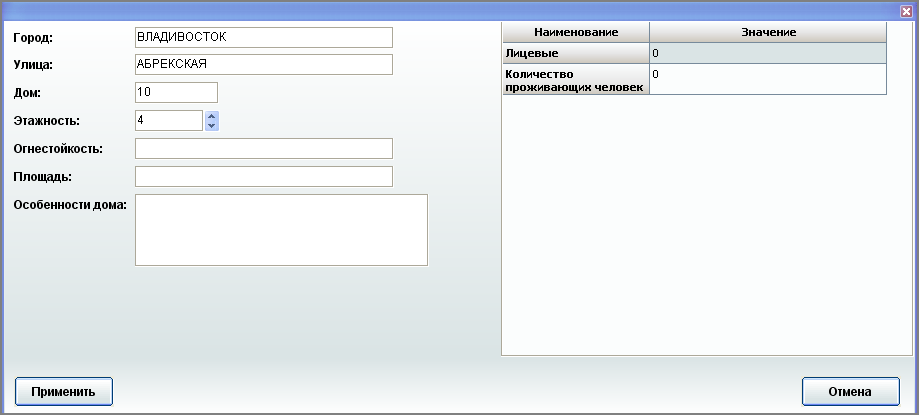 Город: ВЛАДИВОСТОК
Улица: АБРЕКСКАЯ
Дом: 10
Этажность: 4
Огнестойкость:
Площадь:
Особенности дома:
Наименование Значение
Лицевые 0
Количество 0
проживающих человек
Применить Отмена